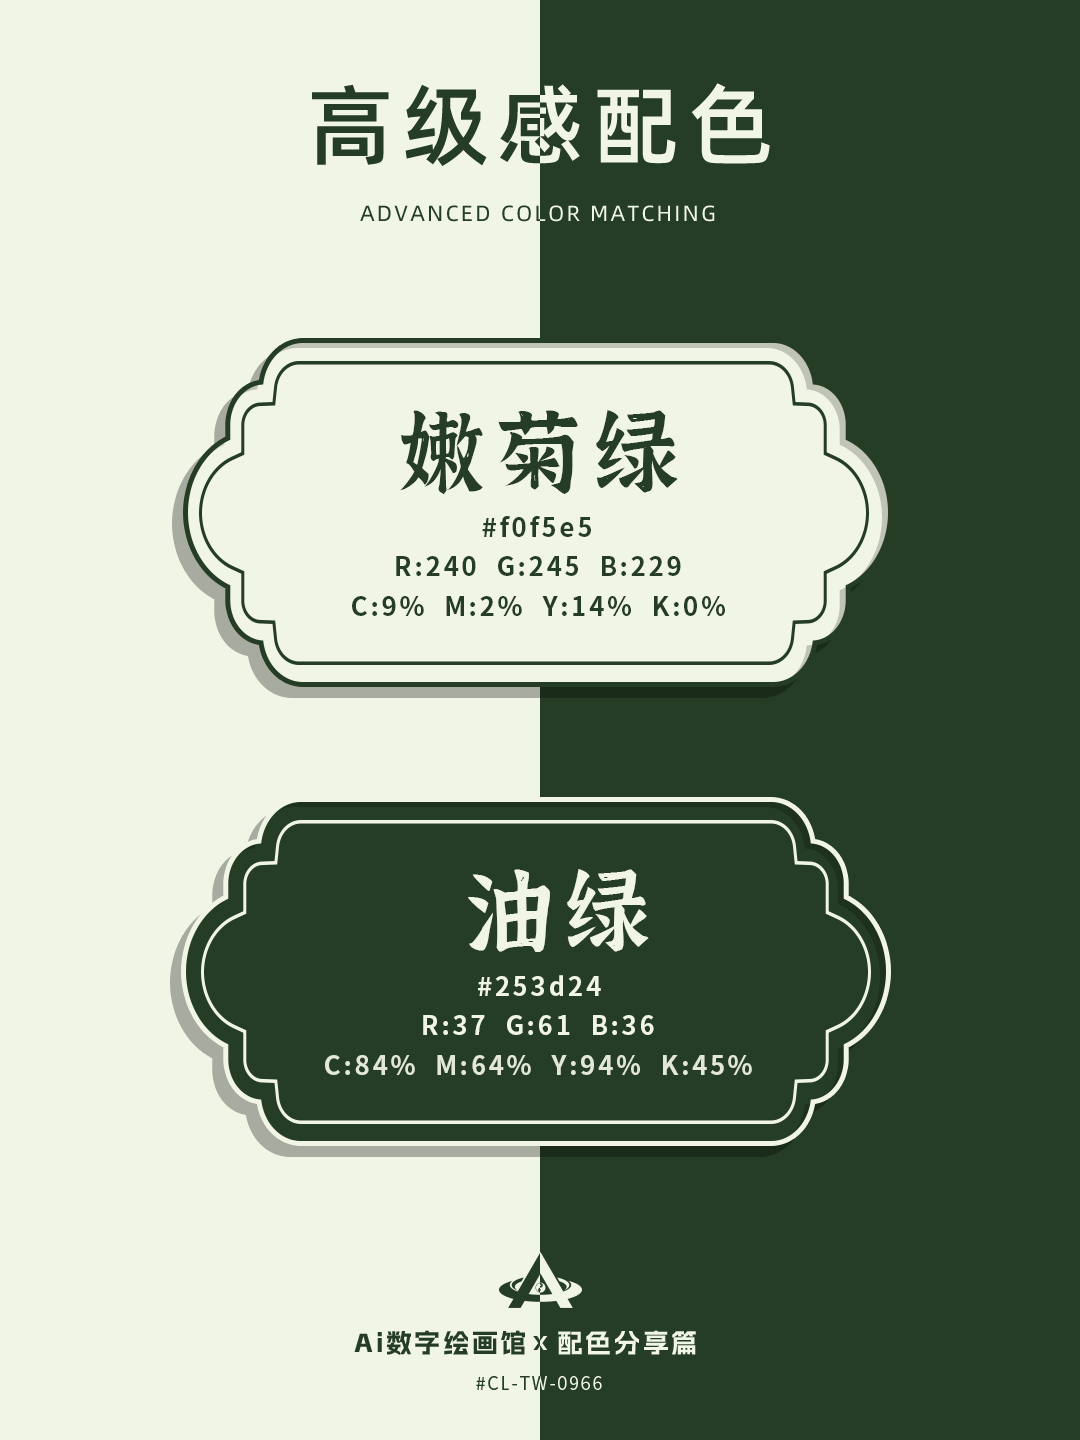 高级感配色
ADVANCED COLOR MATCHING
嫩菊绿
#f0f5e5
R:240 G:245 B:229
C:9% M:2% Y:14% K:0%
油绿
#253d24
R:37 G:61 B:36
C:84% M:64% Y:94% K:45%
Ai数字绘画馆 x 配色分享篇
#CL-TW-0966